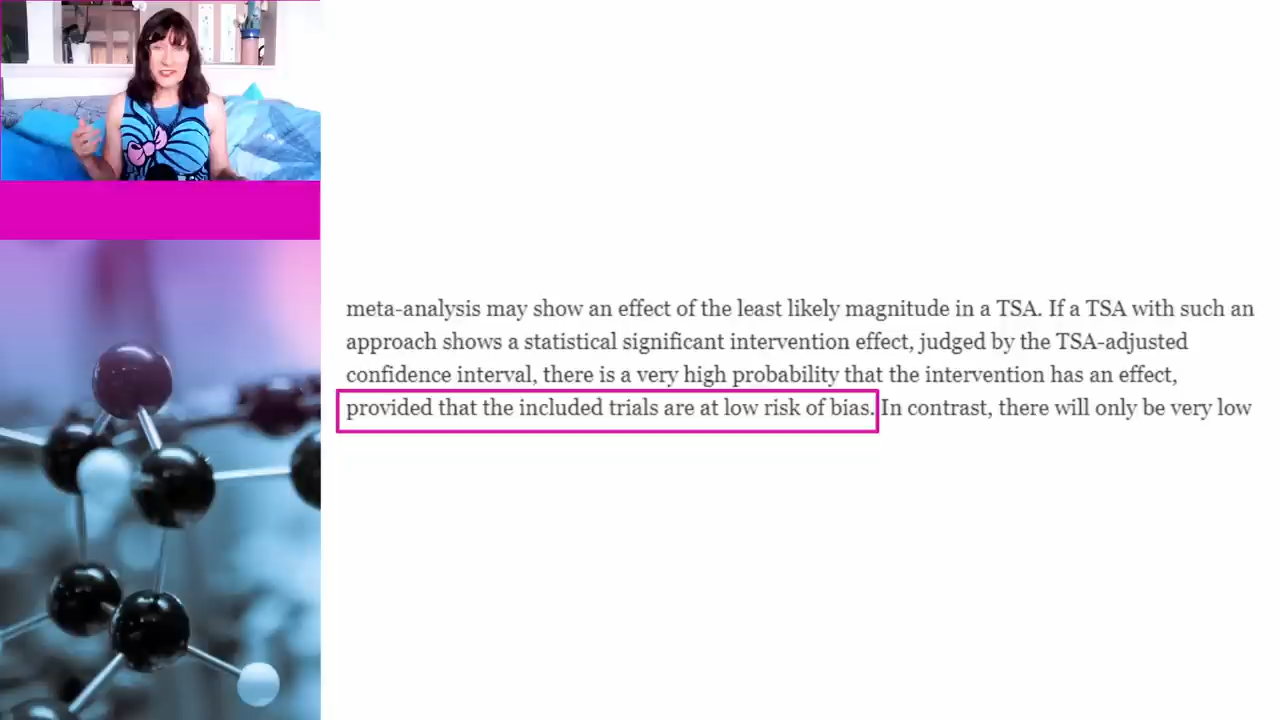 meta-analysis may show an effect of the least likely magnitude in a TSA. If a TSA with such an
approach shows a statistical significant intervention effect, judged by the TSA-adjusted
confidence interval, there is a very high probability that the intervention has an effect,
provided that the included trials are at low risk of bias. In contrast, there will only be very low